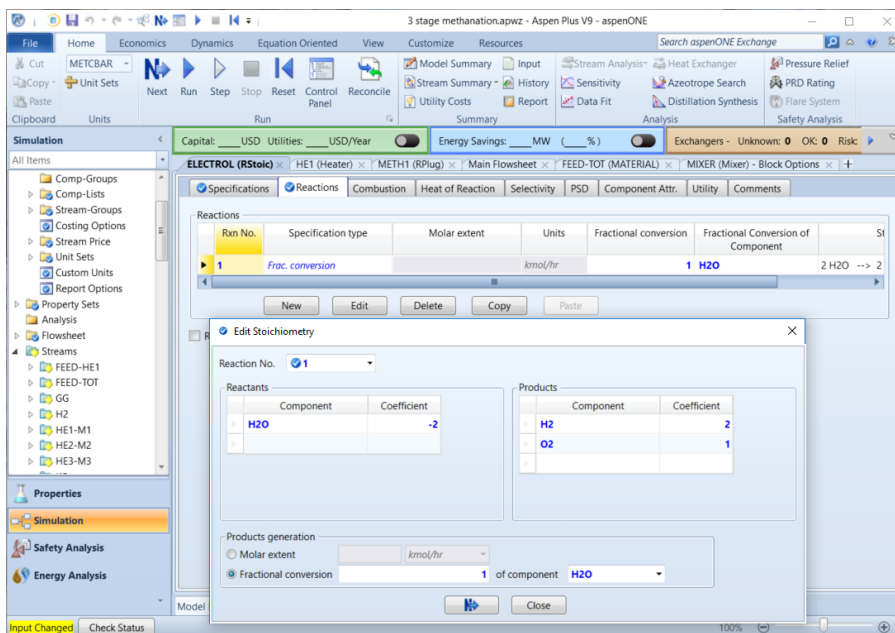 3 stage methanation.apwz - Aspen Plus V9 - aspenONE
File Home Economics Dynamics Equation Oriented View Customize Resources Search aspenONE Exchange
Cut METCBAR Model Summary Input Stream Analysis Heat Exchanger Pressure Relief
Copy Unit Sets Next Run Step Stop Reset Control Panel Reconcile Stream Summary History Sensitivity Azeotrope Search PRD Rating
Paste Utility Costs Report Data Fit Distillation Synthesis Flare System
Clipboard Units Run Summary Analysis Safety Analysis
Simulation Capital: ____USD Utilities: ____USD/Year Energy Savings: ____MW (____%) Exchangers - Unknown: 0 OK: 0 Risk:
All Items ELECTROL (RStoic) HE1 (Heater) METH1 (RPlug) Main Flowsheet FEED-TOT (MATERIAL) MIXER (Mixer) - Block Options +
Comp-Groups
Comp-Lists
Stream-Groups
Costing Options
Stream Price
Unit Sets
Custom Units
Report Options
Property Sets
Analysis
Flowsheet
Streams
FEED-HE1
FEED-TOT
GG
H2
HE1-M1
HE2-M2
HE3-M3
Properties
Simulation
Safety Analysis
Energy Analysis
Specifications Reactions Combustion Heat of Reaction Selectivity PSD Component Attr. Utility Comments
Reactions
Rxn No. Specification type Molar extent Units Fractional conversion Fractional Conversion of Component St
1 Frac. conversion kmol/hr 1 H2O 2 H2O --> 2
New Edit Delete Copy Paste
R
Edit Stoichiometry
Reaction No. 1
Reactants
Component Coefficient
H2O -2
Products
Component Coefficient
H2 2
O2 1
Products generation
Molar extent kmol/hr
Fractional conversion 1 of component H2O
Close
Model
Input Changed Check Status 100%